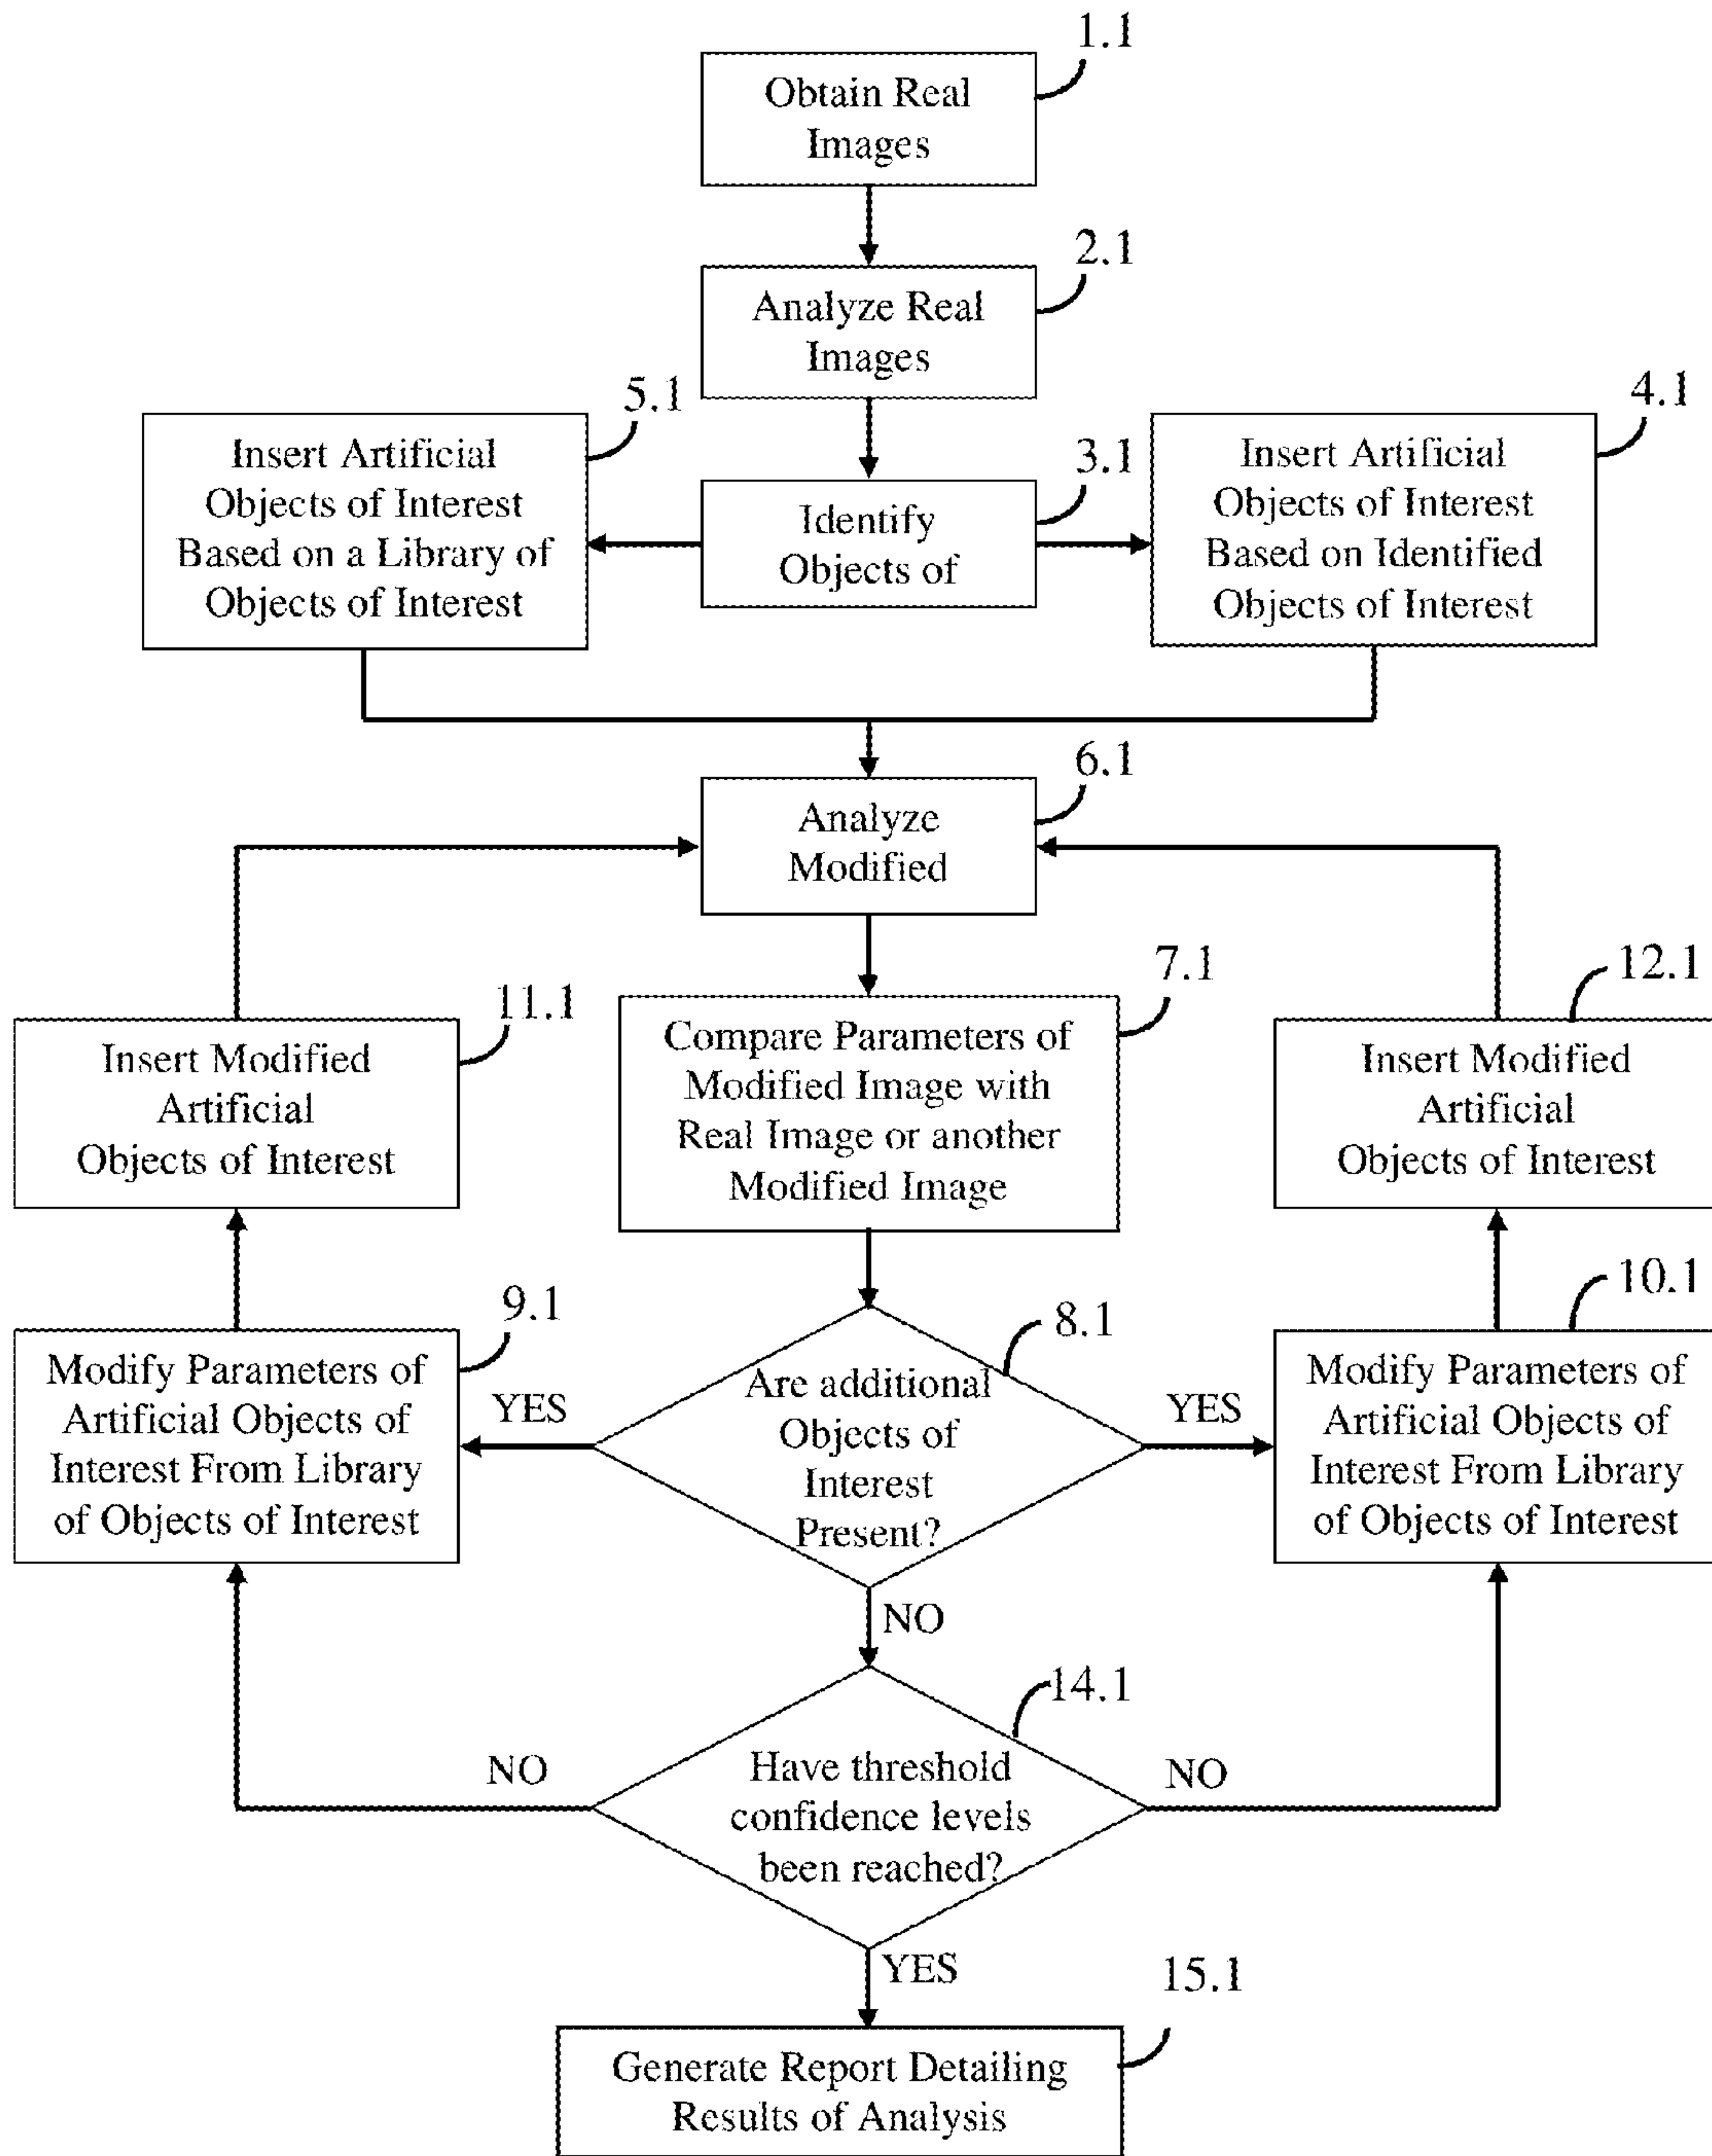 1.1
Obtain Real
Images
2.1
Analyze Real
Images
5.1
Insert Artificial
Objects of Interest
Based on a Library of
Objects of Interest
3.1
Identify
Objects of
4.1
Insert Artificial
Objects of Interest
Based on Identified
Objects of Interest
6.1
Analyze
Modified
11.1
Insert Modified
Artificial
Objects of Interest
7.1
Compare Parameters of
Modified Image with
Real Image or another
Modified Image
12.1
Insert Modified
Artificial
Objects of Interest
9.1
Modify Parameters of
Artificial Objects of
Interest From Library
of Objects of Interest
YES
8.1
Are additional
Objects of
Interest
Present?
YES
10.1
Modify Parameters of
Artificial Objects of
Interest From Library
of Objects of Interest
NO
14.1
NO
Have threshold
confidence levels
been reached?
NO
YES
15.1
Generate Report Detailing
Results of Analysis